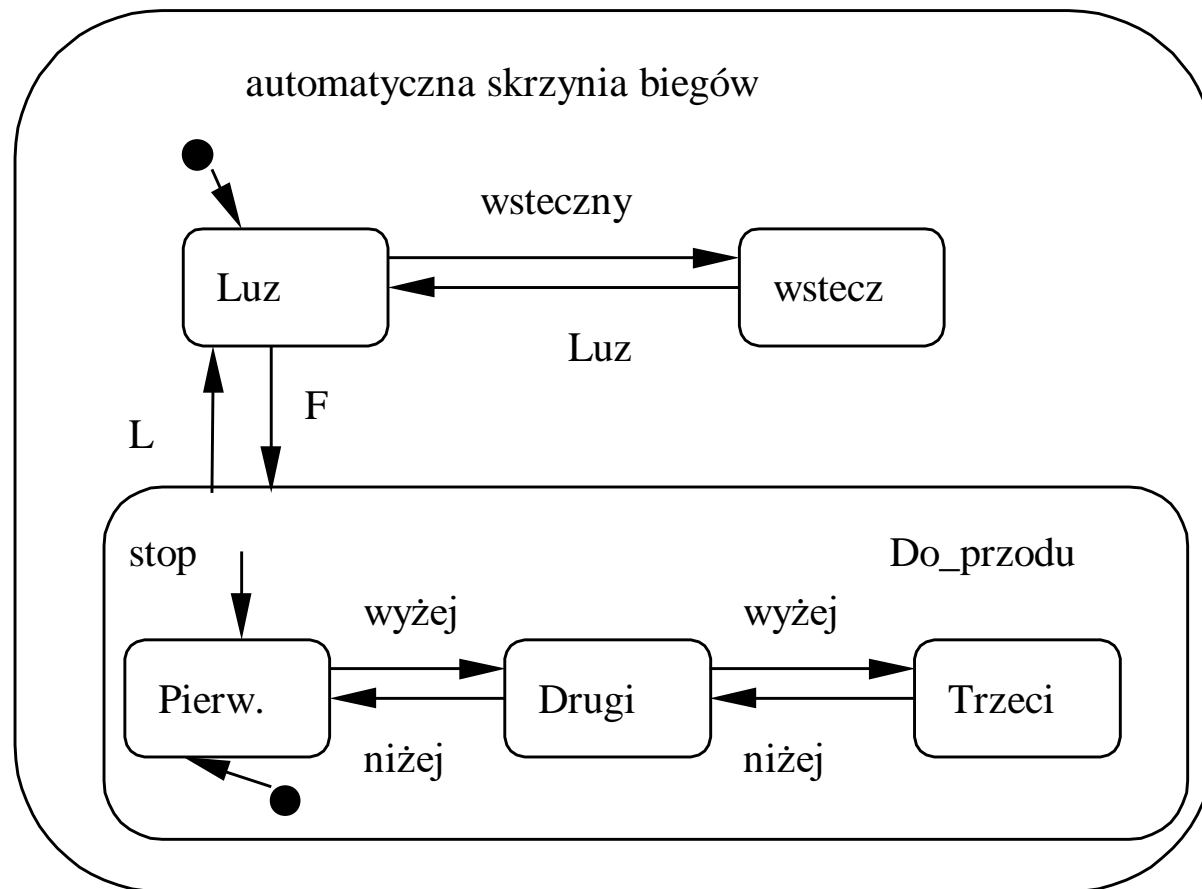 automatyczna skrzynia biegów
wsteczny
Luz
wstecz
Luz
F
L
stop
Do_przodu
wyżej
wyżej
Pierw.
Drugi
Trzeci
niżej
niżej